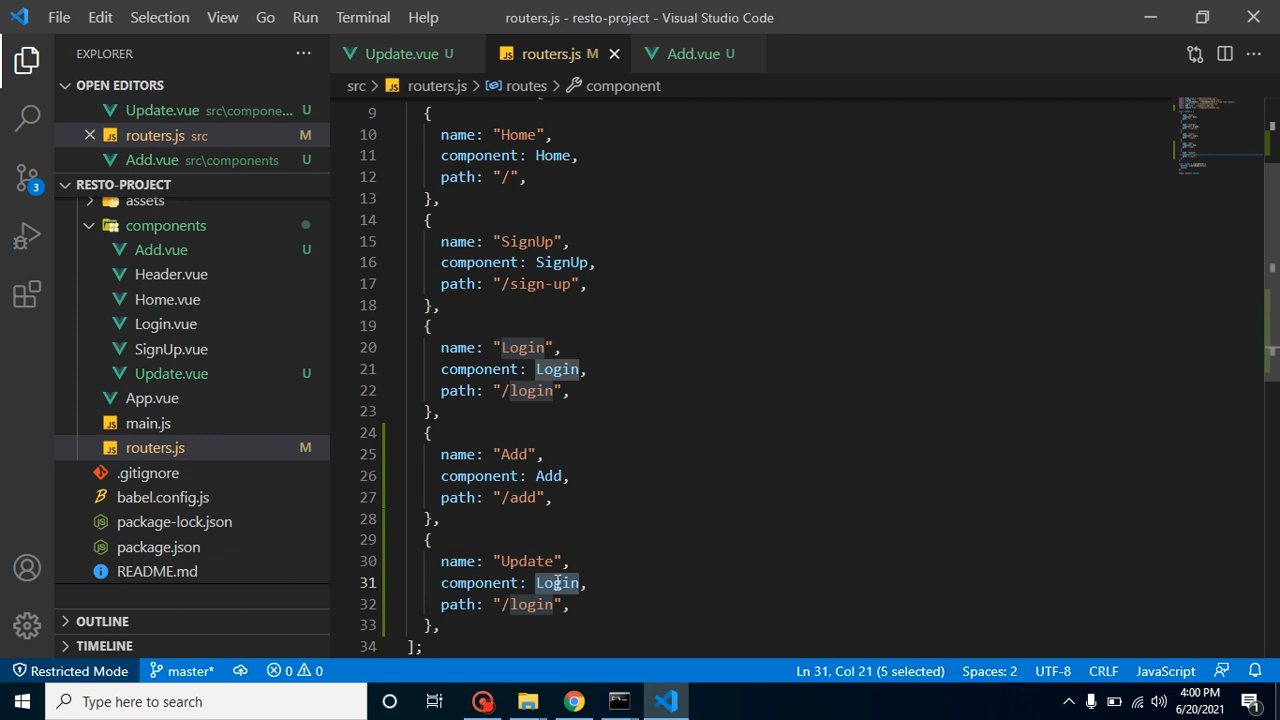 File Edit Selection View Go Run Terminal Help routers.js - resto-project - Visual Studio Code
EXPLORER
OPEN EDITORS
Update.vue src\compone... U
routers.js src M
Add.vue src\components U
RESTO-PROJECT
assets
components
Add.vue U
Header.vue
Home.vue
Login.vue
SignUp.vue
Update.vue U
App.vue
main.js
routers.js M
.gitignore
babel.config.js
package-lock.json
package.json
README.md
OUTLINE
TIMELINE
3
Update.vue U routers.js M Add.vue U
src > routers.js > routes > component
9 {
10 name: "Home",
11 component: Home,
12 path: "/",
13 },
14 {
15 name: "SignUp",
16 component: SignUp,
17 path: "/sign-up",
18 },
19 {
20 name: "Login",
21 component: Login,
22 path: "/login",
23 },
24 {
25 name: "Add",
26 component: Add,
27 path: "/add",
28 },
29 {
30 name: "Update",
31 component: Login,
32 path: "/login",
33 },
34 ];
Restricted Mode master* 0 0 Ln 31, Col 21 (5 selected) Spaces: 2 UTF-8 CRLF JavaScript
Type here to search
4:00 PM
6/20/2021
1